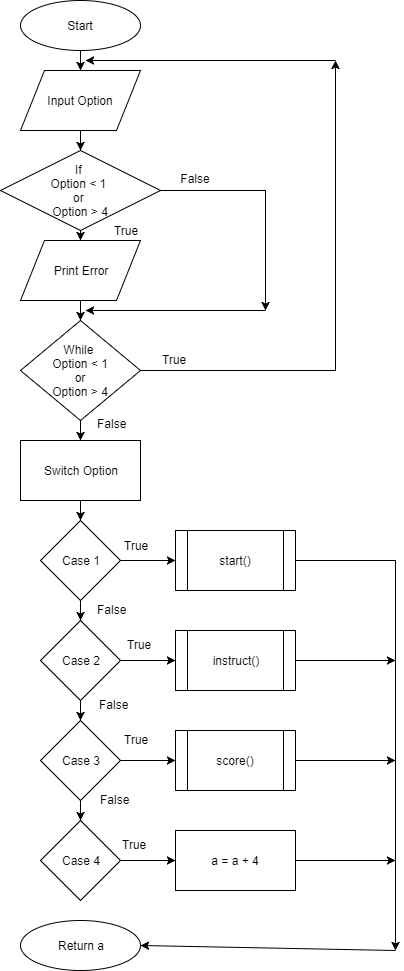 Start
Input Option
If
Option < 1
or
Option > 4
False
True
Print Error
While
Option < 1
or
Option > 4
True
False
Switch Option
Case 1
True
start()
False
Case 2
True
instruct()
False
Case 3
True
score()
False
Case 4
True
a = a + 4
Return a